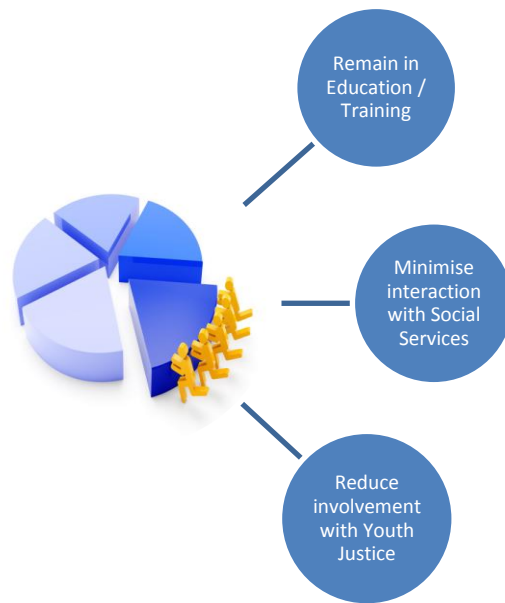 Remain in
Education /
Training
Minimise
interaction
with Social
Services
Reduce
involvement
with Youth
Justice